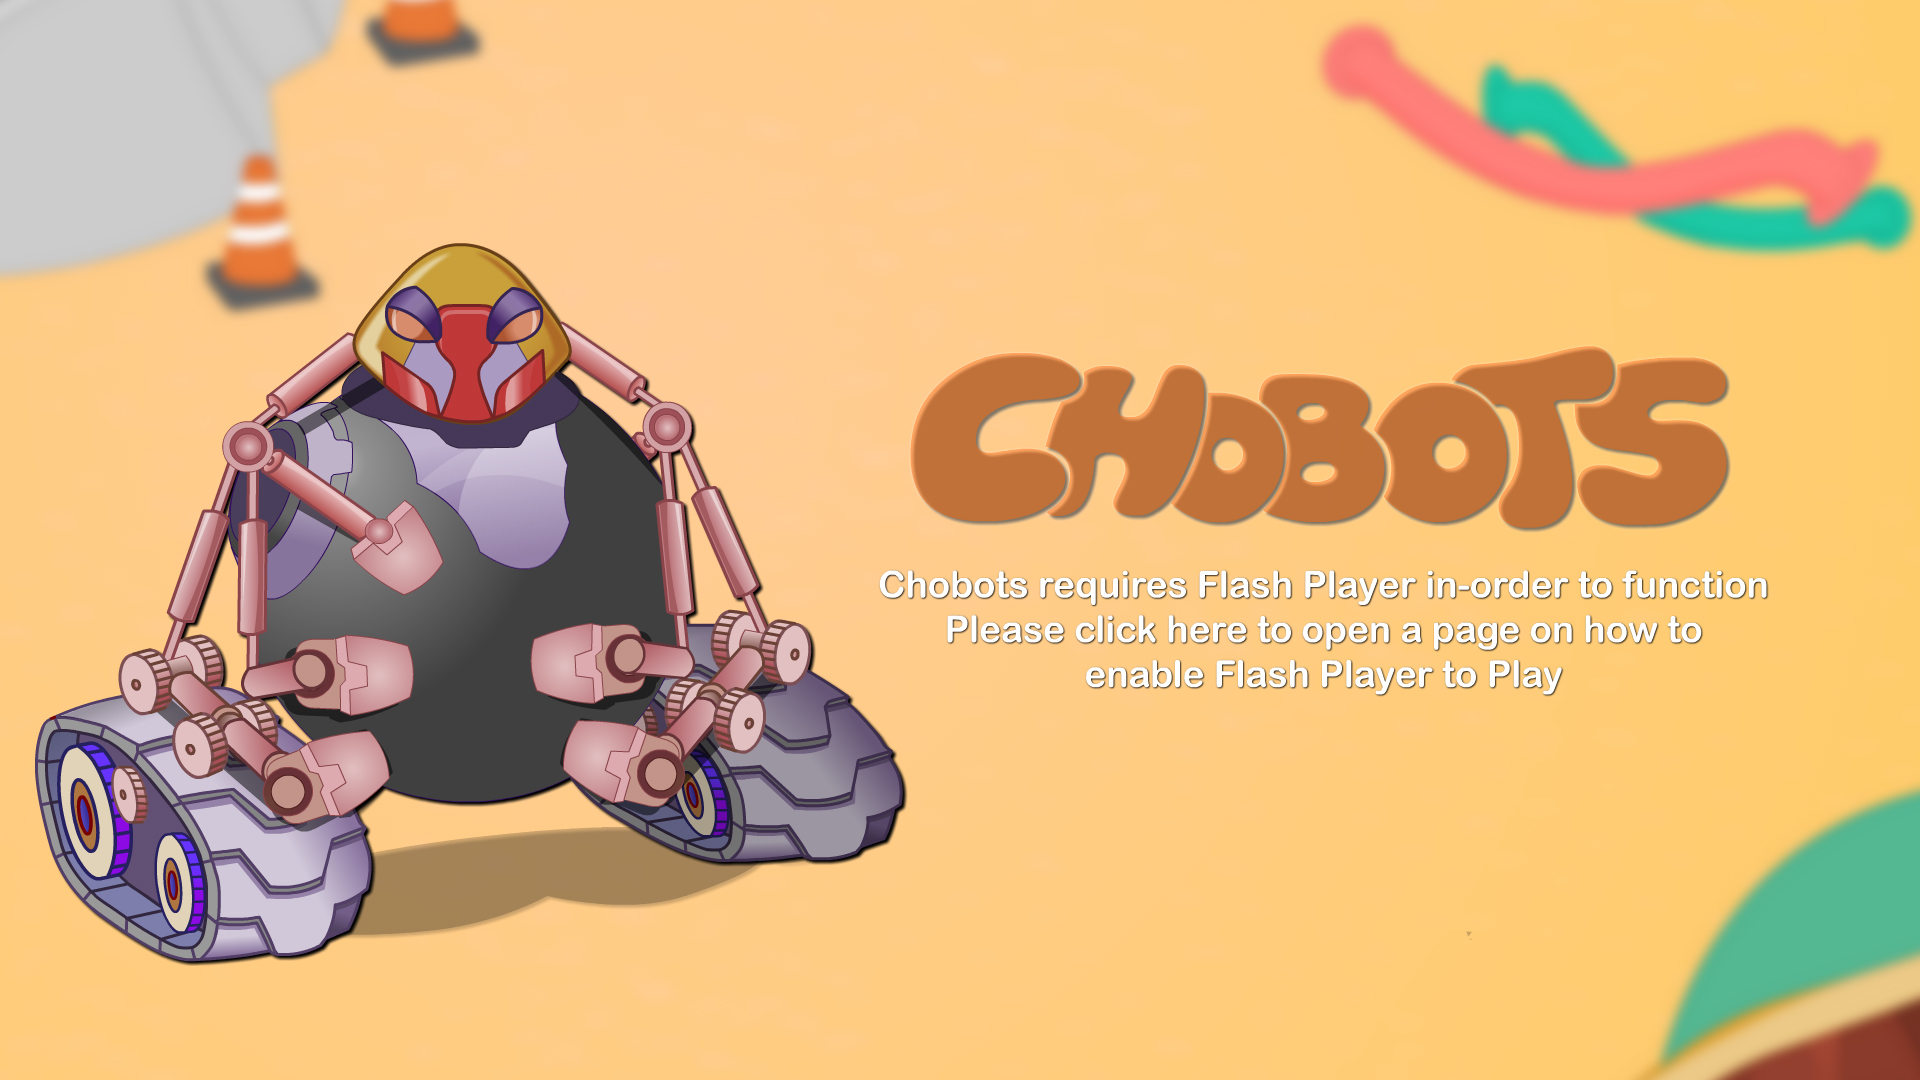 CHOBOTS
Chobots requires Flash Player in-order to function
Please click here to open a page on how to
enable Flash Player to Play